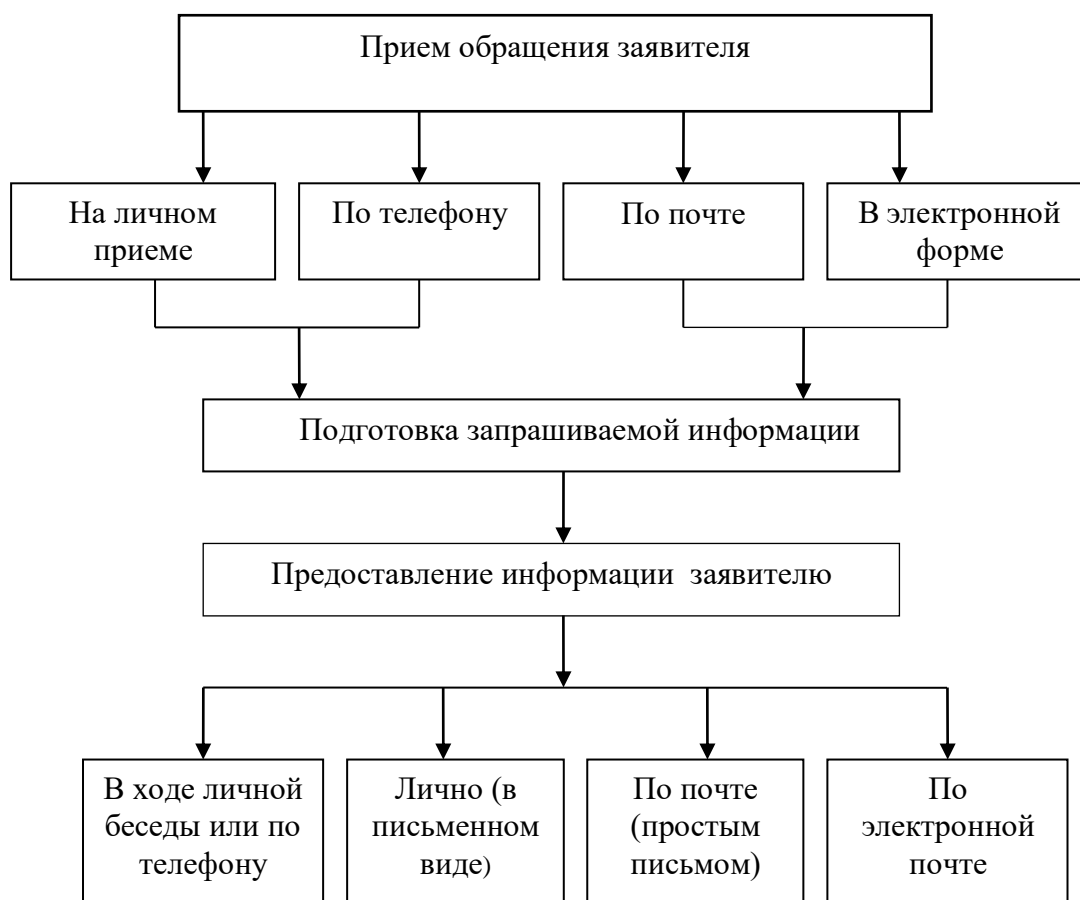 Прием обращения заявителя
На личном
приеме
По телефону
По почте
В электронной
форме
Подготовка запрашиваемой информации
Предоставление информации  заявителю
В ходе личной
беседы или по
телефону
Лично (в
письменном
виде)
По почте
(простым
письмом)
По
электронной
почте